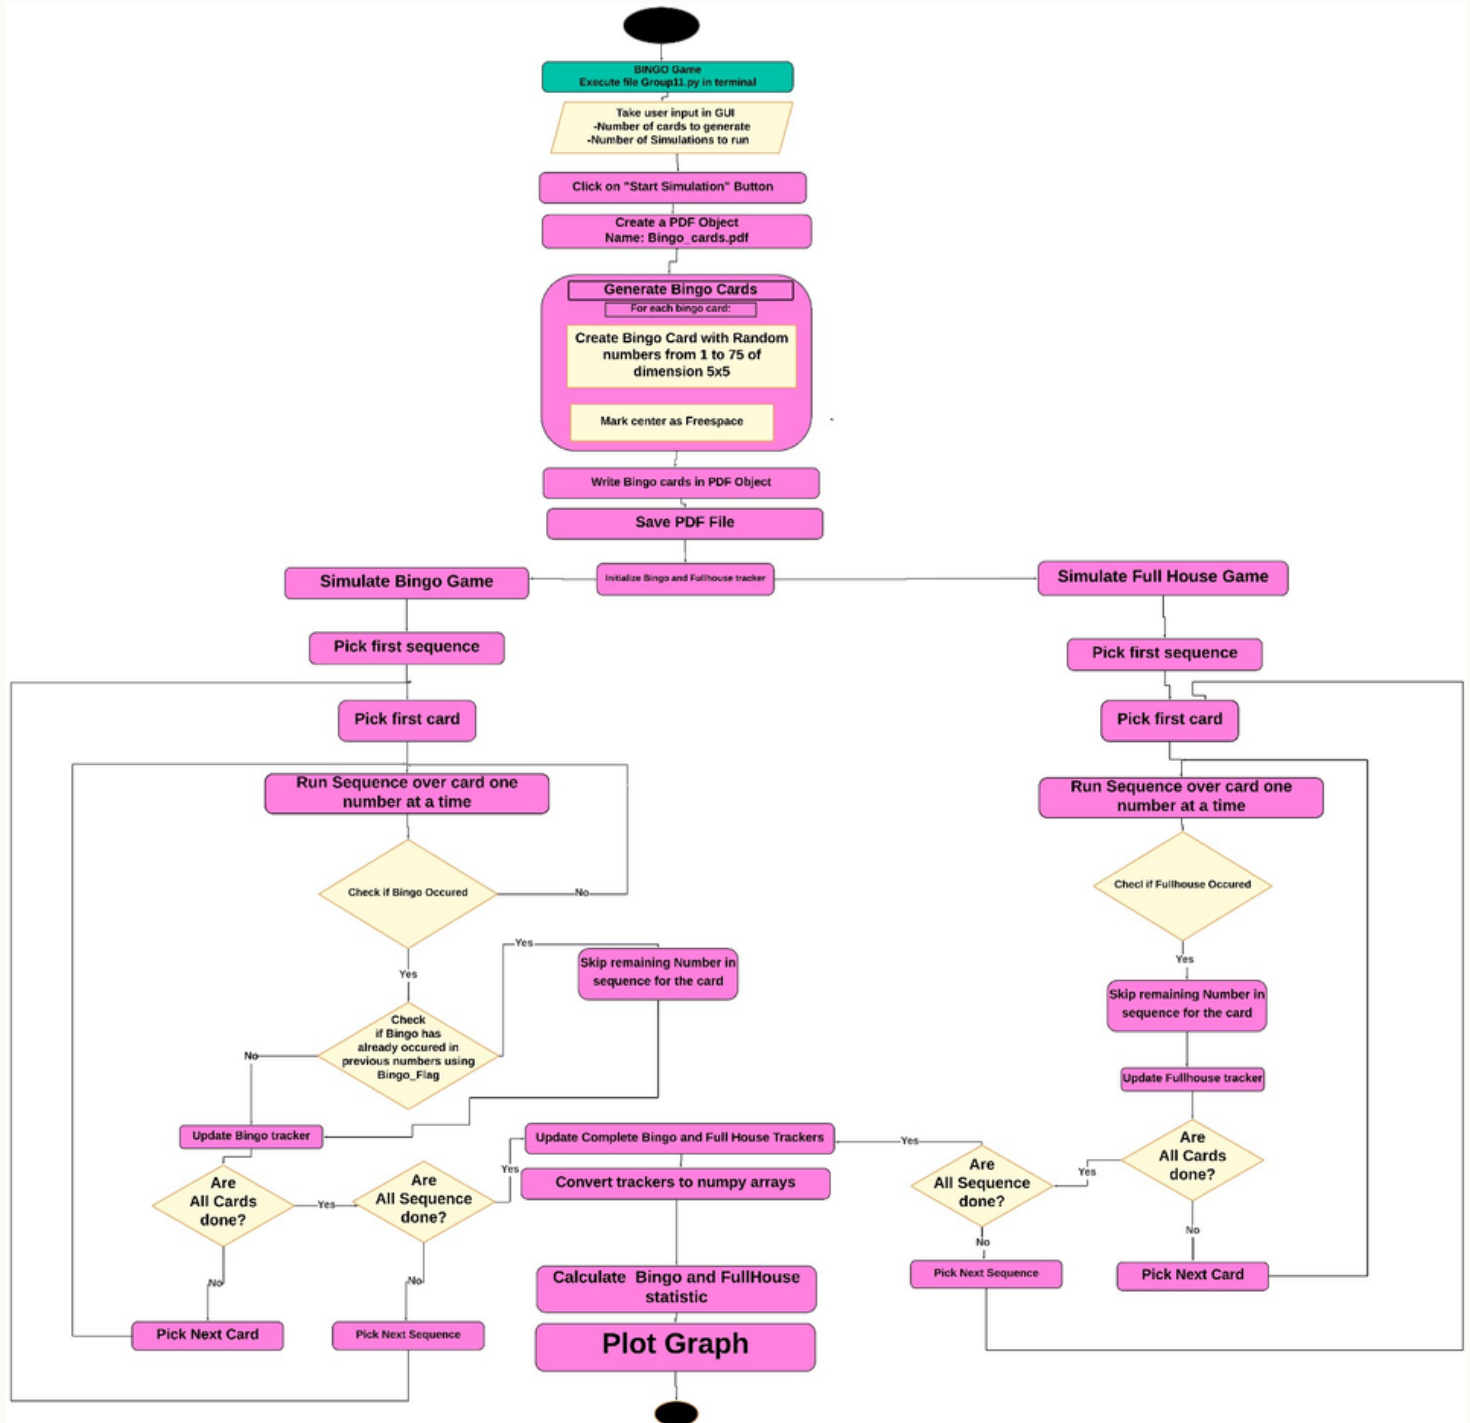 BINGO Game
Execute file Group11.py in terminal
Take user input in GUI
-Number of cards to generate
-Number of Simulations to run
Click on "Start Simulation" Button
Create a PDF Object
Name: Bingo_cards.pdf
Generate Bingo Cards
For each bingo card:
Create Bingo Card with Random
numbers from 1 to 75 of
dimension 5x5
Mark center as Freespace
Write Bingo cards in PDF Object
Save PDF File
Initialize Bingo and Fullhouse tracker
Simulate Bingo Game
Pick first sequence
Pick first card
Run Sequence over card one
number at a time
Check if Bingo Occured
No
Yes
Check
if Bingo has
already occured in
previous numbers using
Bingo_Flag
Yes
Skip remaining Number in
sequence for the card
No
Update Bingo tracker
Are
All Cards
done?
Yes
Are
All Sequence
done?
Yes
No
Pick Next Card
No
Pick Next Sequence
Simulate Full House Game
Pick first sequence
Pick first card
Run Sequence over card one
number at a time
Checl if Fullhouse Occured
Yes
Skip remaining Number in
sequence for the card
Update Fullhouse tracker
Are
All Cards
done?
Yes
Are
All Sequence
done?
Yes
No
Pick Next Sequence
No
Pick Next Card
Update Complete Bingo and Full House Trackers
Convert trackers to numpy arrays
Calculate Bingo and FullHouse
statistic
Plot Graph